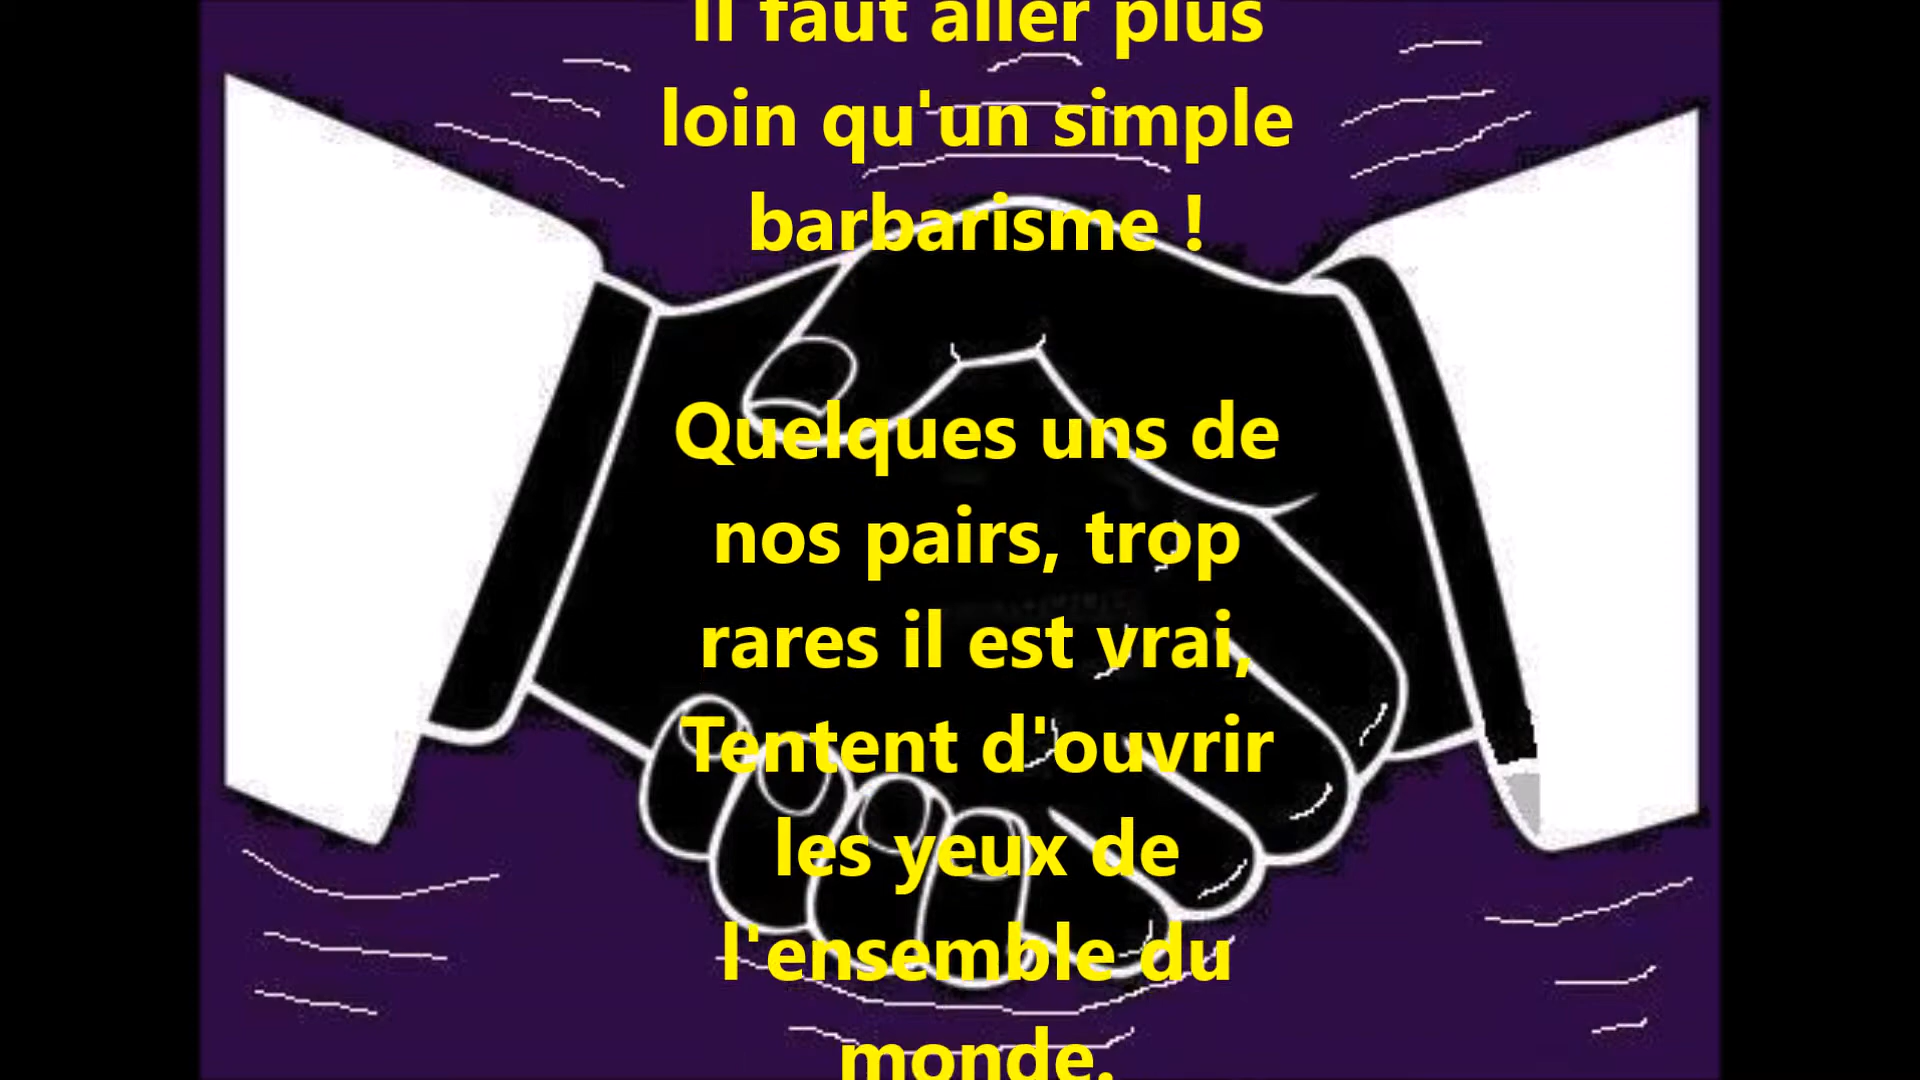 Il faut aller plus
loin qu'un simple
barbarisme !
Quelques uns de
nos pairs, trop
rares il est vrai,
Tentent d'ouvrir
les yeux de
l'ensemble du
monde.